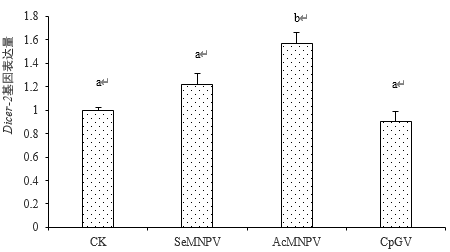 1.8
1.6
1.4
1.2
1
0.8
0.6
0.4
0.2
0
Dicer-2基因表达量
a
a
b
a
CK
SeMNPV
AcMNPV
CpGV